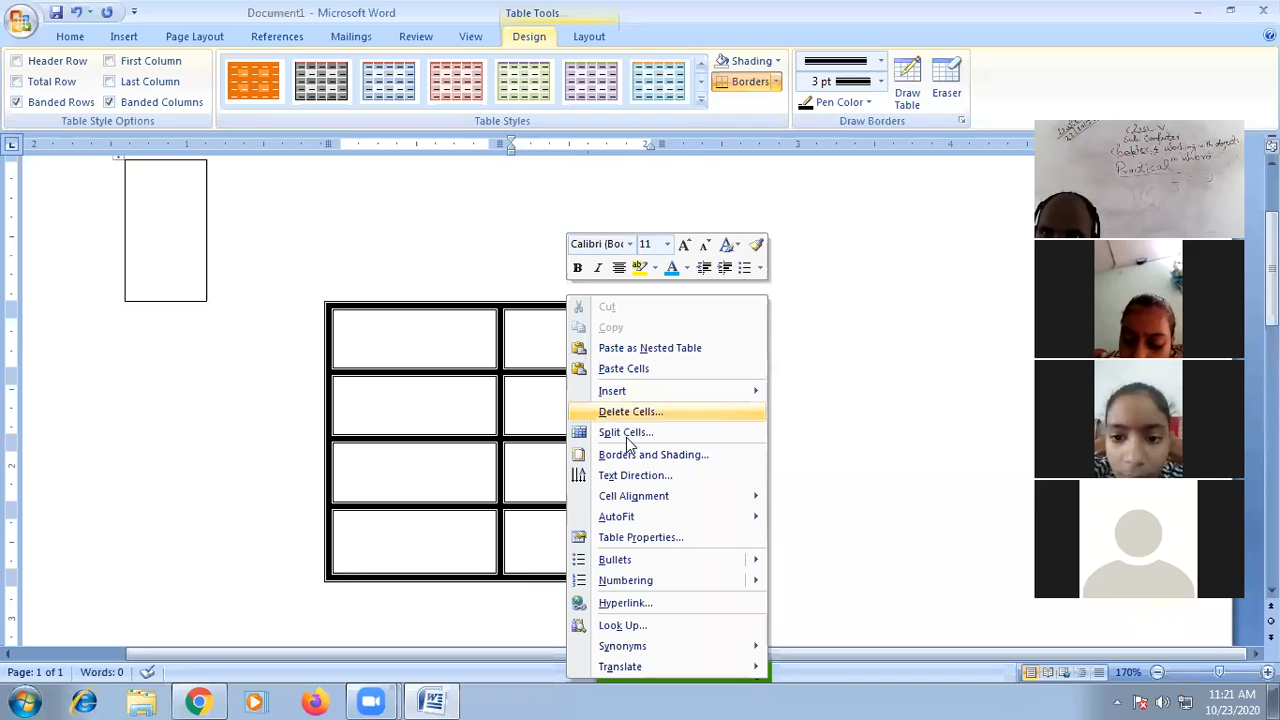 Document1 - Microsoft Word
Table Tools
Home Insert Page Layout References Mailings Review View Design Layout
Header Row First Column
Total Row Last Column
Banded Rows Banded Columns
Table Style Options
Table Styles
Shading
Borders
3 pt
Pen Color
Draw Table
Eraser
Draw Borders
2 1 2
Calibri (Boc 11
Cut
Copy
Paste as Nested Table
Paste Cells
Insert
Delete Cells...
Split Cells...
Borders and Shading...
Text Direction...
Cell Alignment
AutoFit
Table Properties...
Bullets
Numbering
Hyperlink...
Look Up...
Synonyms
Translate
Practical
Page: 1 of 1 Words: 0
170%
11:21 AM
10/23/2020